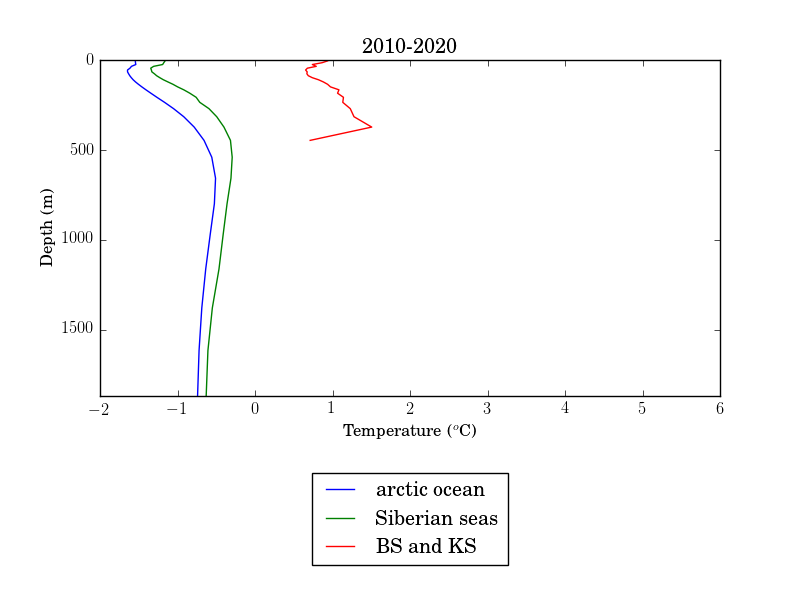 2010-2020
0
500
1000
1500
Depth (m)
−2 −1 0 1 2 3 4 5 6
Temperature (°C)
arctic ocean
Siberian seas
BS and KS